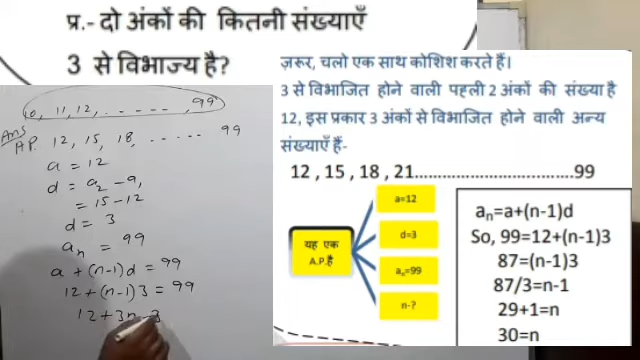 प्र.- दो अंकों की कितनी संख्याएँ
3 से विभाज्य है?
10, 11, 12, - - - - - - , 99
Ans
A.P. 12, 15, 18, - - - - - 99
a = 12
d = a₂ - a₁
= 15 - 12
d = 3
aₙ = 99
a + (n-1)d = 99
12 + (n-1)3 = 99
12 + 3n - 3
ज़रूर, चलो एक साथ कोशिश करते हैं।
3 से विभाजित होने वाली पहली 2 अंकों की संख्या है
12, इस प्रकार 3 अंकों से विभाजित होने वाली अन्य
संख्याएँ हैं-
12 , 15 , 18 , 21.................................99
यह एक
A.P.है
a=12
d=3
aₙ=99
n-?
aₙ=a+(n-1)d
So, 99=12+(n-1)3
87=(n-1)3
87/3=n-1
29+1=n
30=n